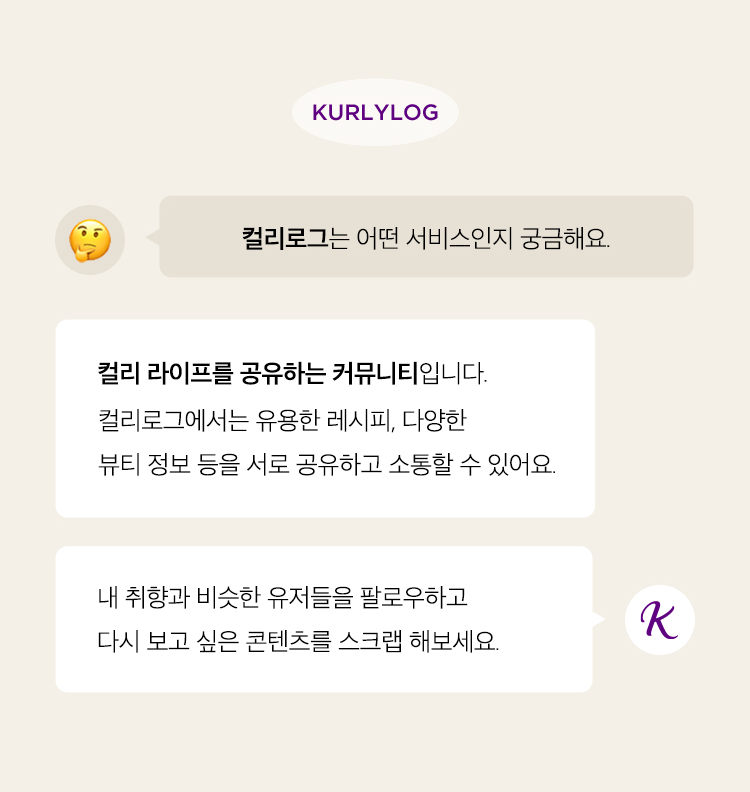 KURLYLOG
컬리로그는 어떤 서비스인지 궁금해요.
컬리 라이프를 공유하는 커뮤니티입니다.
컬리로그에서는 유용한 레시피, 다양한
뷰티 정보 등을 서로 공유하고 소통할 수 있어요.
내 취향과 비슷한 유저들을 팔로우하고
다시 보고 싶은 콘텐츠를 스크랩 해보세요.
K